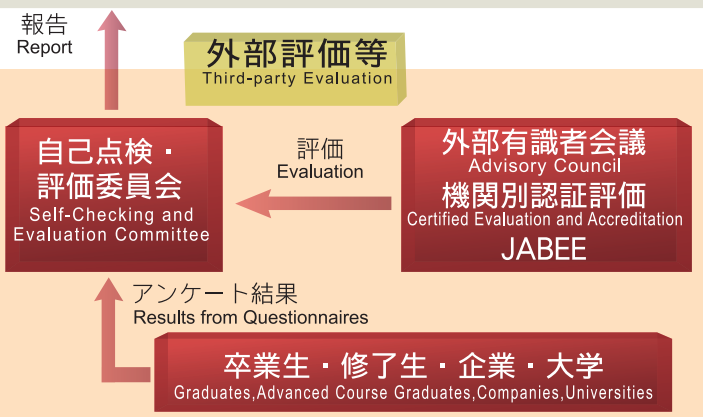 報告
Report
外部評価等
Third-party Evaluation
自己点検・
評価委員会
Self-Checking and
Evaluation Committee
評価
Evaluation
外部有識者会議
Advisory Council
機関別認証評価
Certified Evaluation and Accreditation
JABEE
アンケート結果
Results from Questionnaires
卒業生・修了生・企業・大学
Graduates,Advanced Course Graduates,Companies,Universities